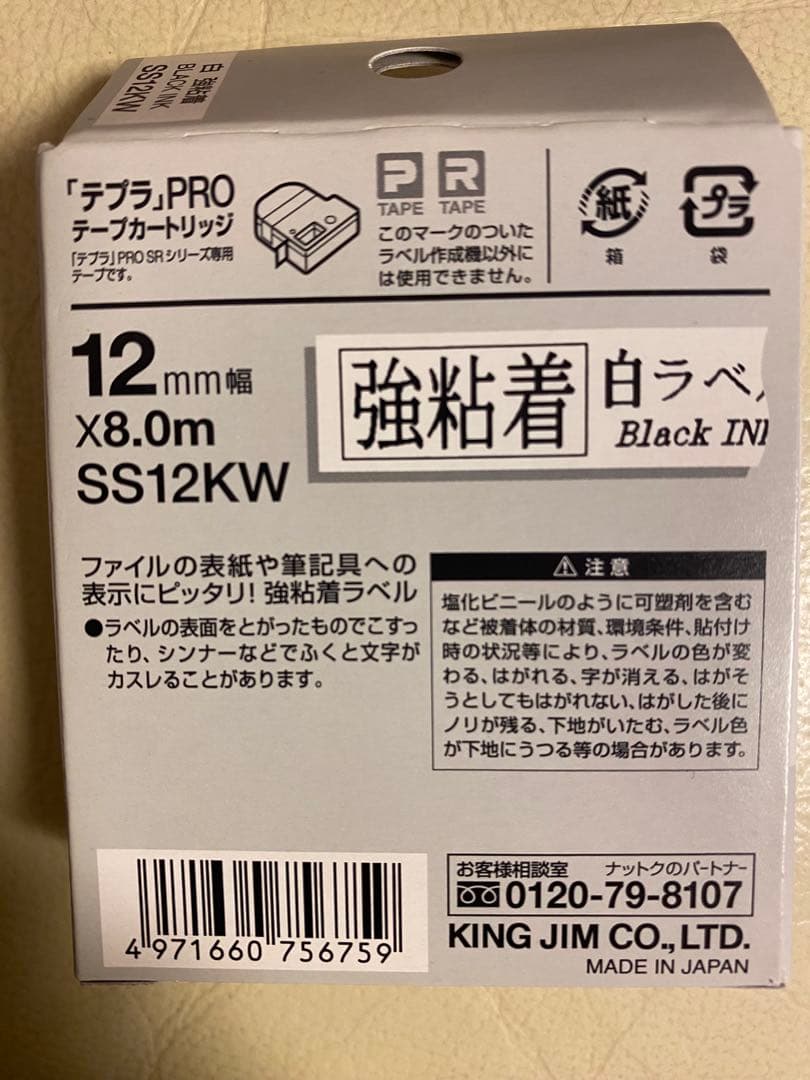 白 強粘着
BLACK INK
SS12KW
「テプラ」PRO
テープカートリッジ
「テプラ」PRO SRシリーズ専用
テープです。
P
TAPE
R
TAPE
このマークのついた
ラベル作成機以外に
は使用できません。
紙
箱
プラ
袋
12mm幅
X8.0m
SS12KW
強粘着
白ラベ
Black IN
ファイルの表紙や筆記具への
表示にピッタリ! 強粘着ラベル
●ラベルの表面をとがったものでこすっ
たり、シンナーなどでふくと文字が
カスレることがあります。
注意
塩化ビニールのように可塑剤を含む
など被着体の材質、環境条件、貼付け
時の状況等により、ラベルの色が変
わる、はがれる、字が消える、はがそ
うとしてもはがれない、はがした後に
ノリが残る、下地がいたむ、ラベル色
が下地にうつる等の場合があります。
4 971660 756759
お客様相談室 ナットクのパートナー
0120-79-8107
KING JIM CO.,LTD.
MADE IN JAPAN